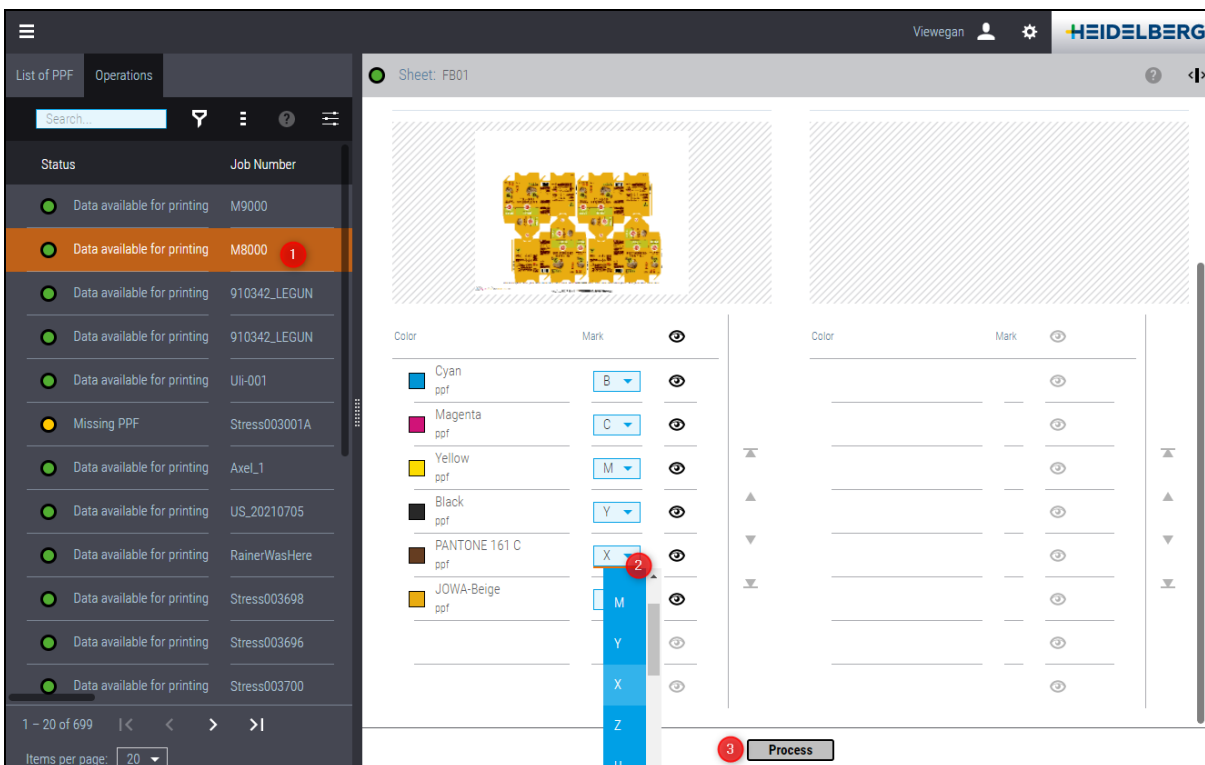 Viewegan
HEIDELBERG
List of PPF Operations
Sheet: FB01
Search...
Status Job Number
Data available for printing M9000
Data available for printing M8000 1
Data available for printing 910342_LEGUN
Data available for printing 910342_LEGUN
Data available for printing Uli-001
Missing PPF Stress003001A
Data available for printing Axel_1
Data available for printing US_20210705
Data available for printing RainerWasHere
Data available for printing Stress003698
Data available for printing Stress003696
Data available for printing Stress003700
1 – 20 of 699
Items per page: 20
Color Mark
Cyan B
ppf
Magenta C
ppf
Yellow M
ppf
Black Y
ppf
PANTONE 161 C X 2
ppf
JOWA-Beige
ppf
M
Y
X
Z
Color Mark
3 Process